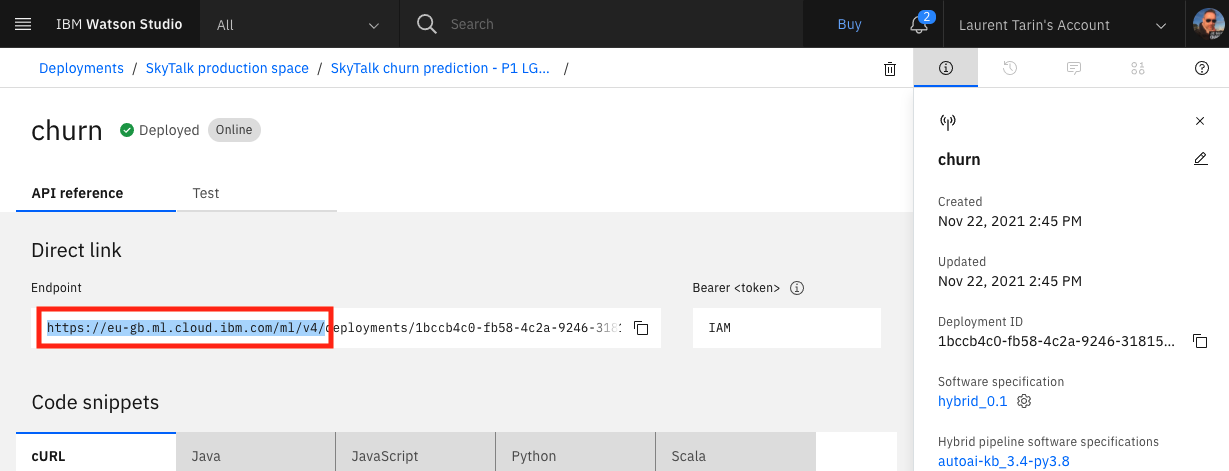 IBM Watson Studio
All
Search
Buy
2
Laurent Tarin's Account
Deployments / SkyTalk production space / SkyTalk churn prediction - P1 LG... /
churn
Deployed
Online
API reference
Test
Direct link
Endpoint
https://eu-gb.ml.cloud.ibm.com/ml/v4/deployments/1bccb4c0-fb58-4c2a-9246-3181
Bearer <token>
IAM
Code snippets
cURL
Java
JavaScript
Python
Scala
churn
Created
Nov 22, 2021 2:45 PM
Updated
Nov 22, 2021 2:45 PM
Deployment ID
1bccb4c0-fb58-4c2a-9246-31815...
Software specification
hybrid_0.1
Hybrid pipeline software specifications
autoai-kb_3.4-py3.8